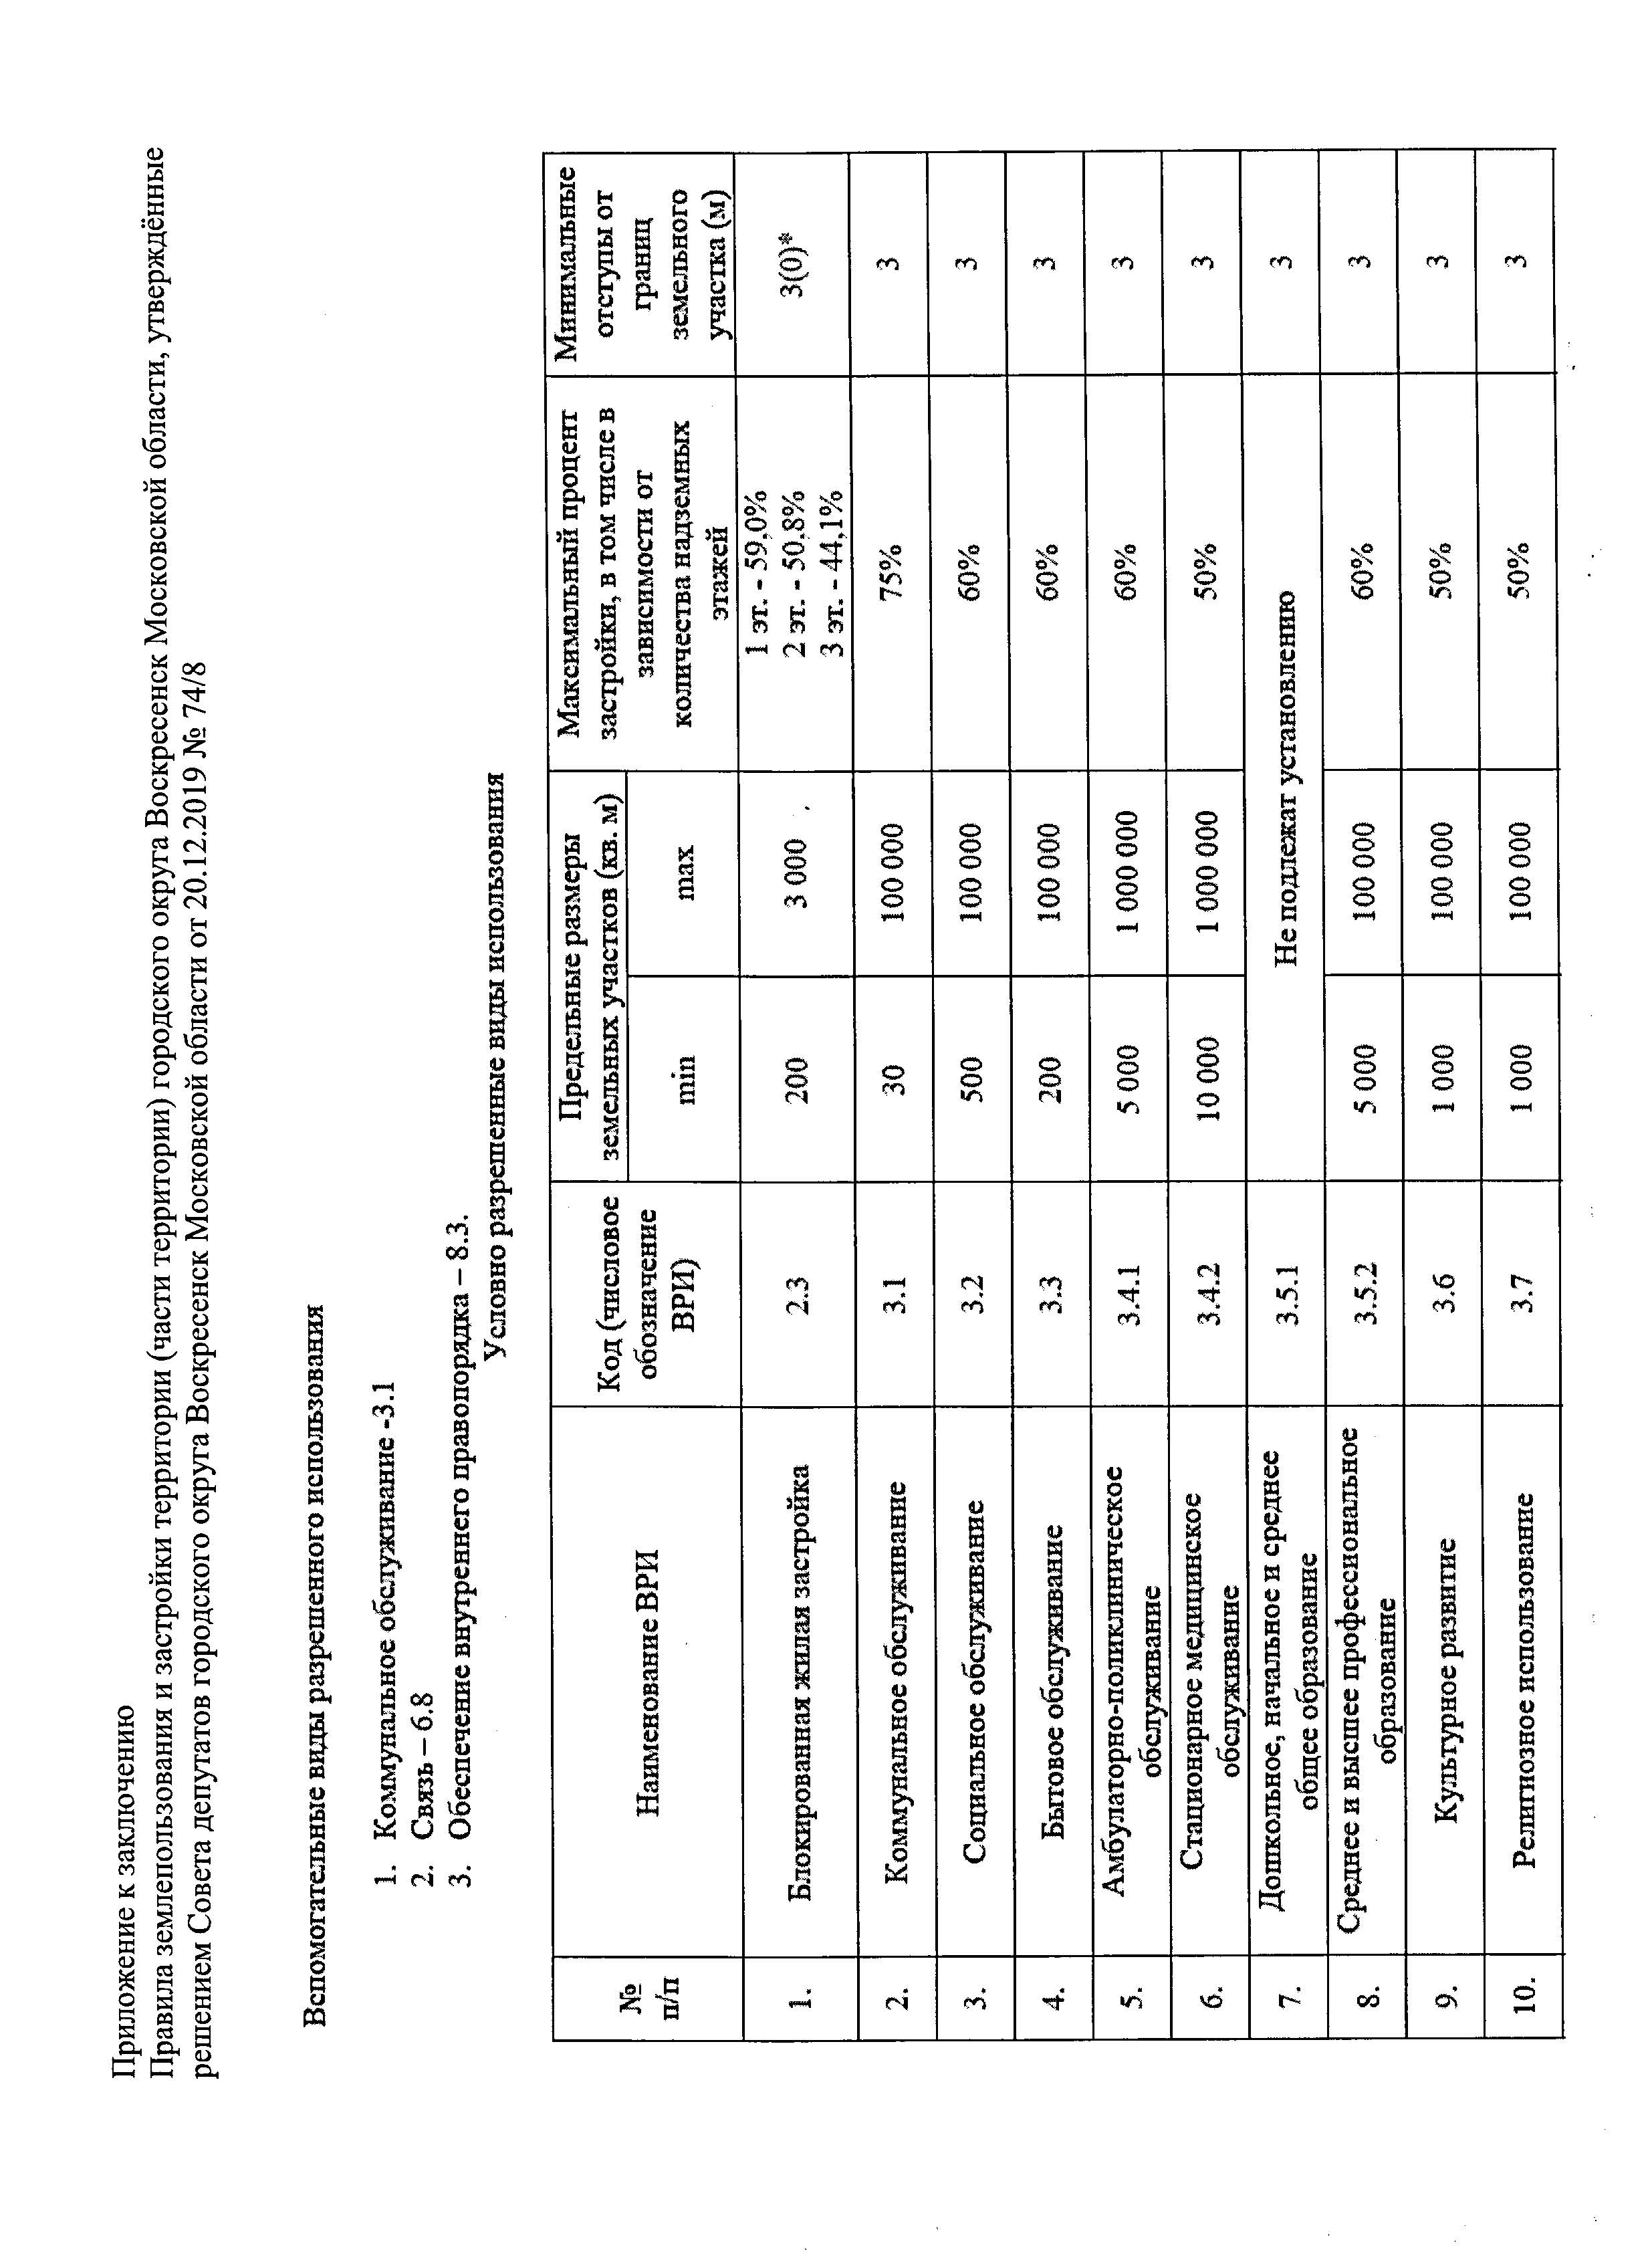 Приложение к заключению
Правила землепользования и застройки территории (части территории) городского округа Воскресенск Московской области, утверждённые
решением Совета депутатов городского округа Воскресенск Московской области от 20.12.2019 № 74/8
Вспомогательные виды разрешенного использования
1. Коммунальное обслуживание -3.1
2. Связь – 6.8
3. Обеспечение внутреннего правопорядка – 8.3.
Условно разрешенные виды использования
№
п/п
Наименование ВРИ
Код (числовое
обозначение
ВРИ)
Предельные размеры
земельных участков (кв. м)
min
max
Максимальный процент
застройки, в том числе в
зависимости от
количества надземных
этажей
Минимальные
отступы от
границ
земельного
участка (м)
1.
Блокированная жилая застройка
2.3
200
3 000
1 эт. - 59,0%
2 эт. - 50,8%
3 эт. - 44,1%
3(0)*
2.
Коммунальное обслуживание
3.1
30
100 000
75%
3
3.
Социальное обслуживание
3.2
500
100 000
60%
3
4.
Бытовое обслуживание
3.3
200
100 000
60%
3
5.
Амбулаторно-поликлиническое
обслуживание
3.4.1
5 000
1 000 000
60%
3
6.
Стационарное медицинское
обслуживание
3.4.2
10 000
1 000 000
50%
3
7.
Дошкольное, начальное и среднее
общее образование
3.5.1
Не подлежат установлению
3
8.
Среднее и высшее профессиональное
образование
3.5.2
5 000
100 000
60%
3
9.
Культурное развитие
3.6
1 000
100 000
50%
3
10.
Религиозное использование
3.7
1 000
100 000
50%
3